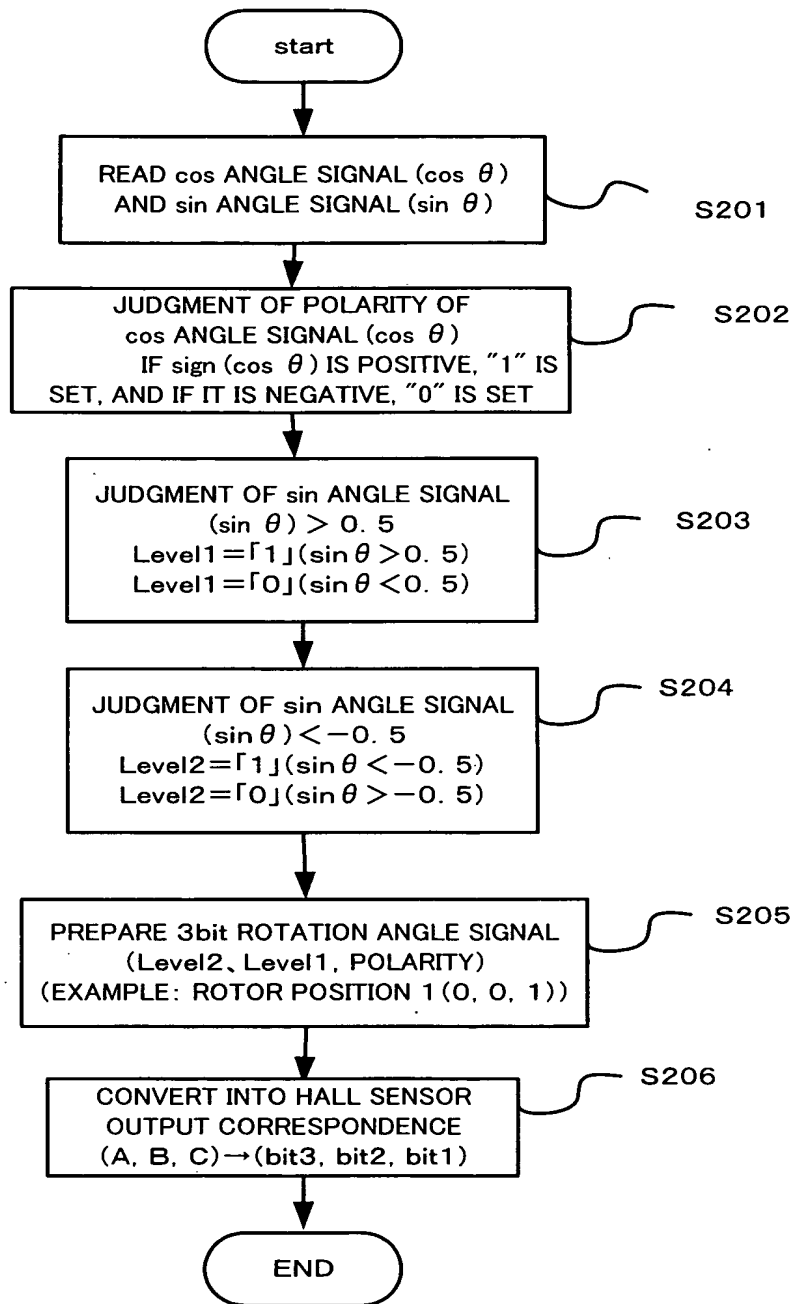 start
READ cos ANGLE SIGNAL (cos θ)
AND sin ANGLE SIGNAL (sin θ)
S201
JUDGMENT OF POLARITY OF
cos ANGLE SIGNAL (cos θ)
IF sign (cos θ) IS POSITIVE, "1" IS
SET, AND IF IT IS NEGATIVE, "0" IS SET
S202
JUDGMENT OF sin ANGLE SIGNAL
(sin θ) > 0. 5
Level1=「1」(sin θ >0. 5)
Level1=「0」(sin θ <0. 5)
S203
JUDGMENT OF sin ANGLE SIGNAL
(sin θ) <−0. 5
Level2=「1」(sin θ <−0. 5)
Level2=「0」(sin θ >−0. 5)
S204
PREPARE 3bit ROTATION ANGLE SIGNAL
(Level2、Level1, POLARITY)
(EXAMPLE: ROTOR POSITION 1 (0, 0, 1))
S205
CONVERT INTO HALL SENSOR
OUTPUT CORRESPONDENCE
(A, B, C)→(bit3, bit2, bit1)
S206
END